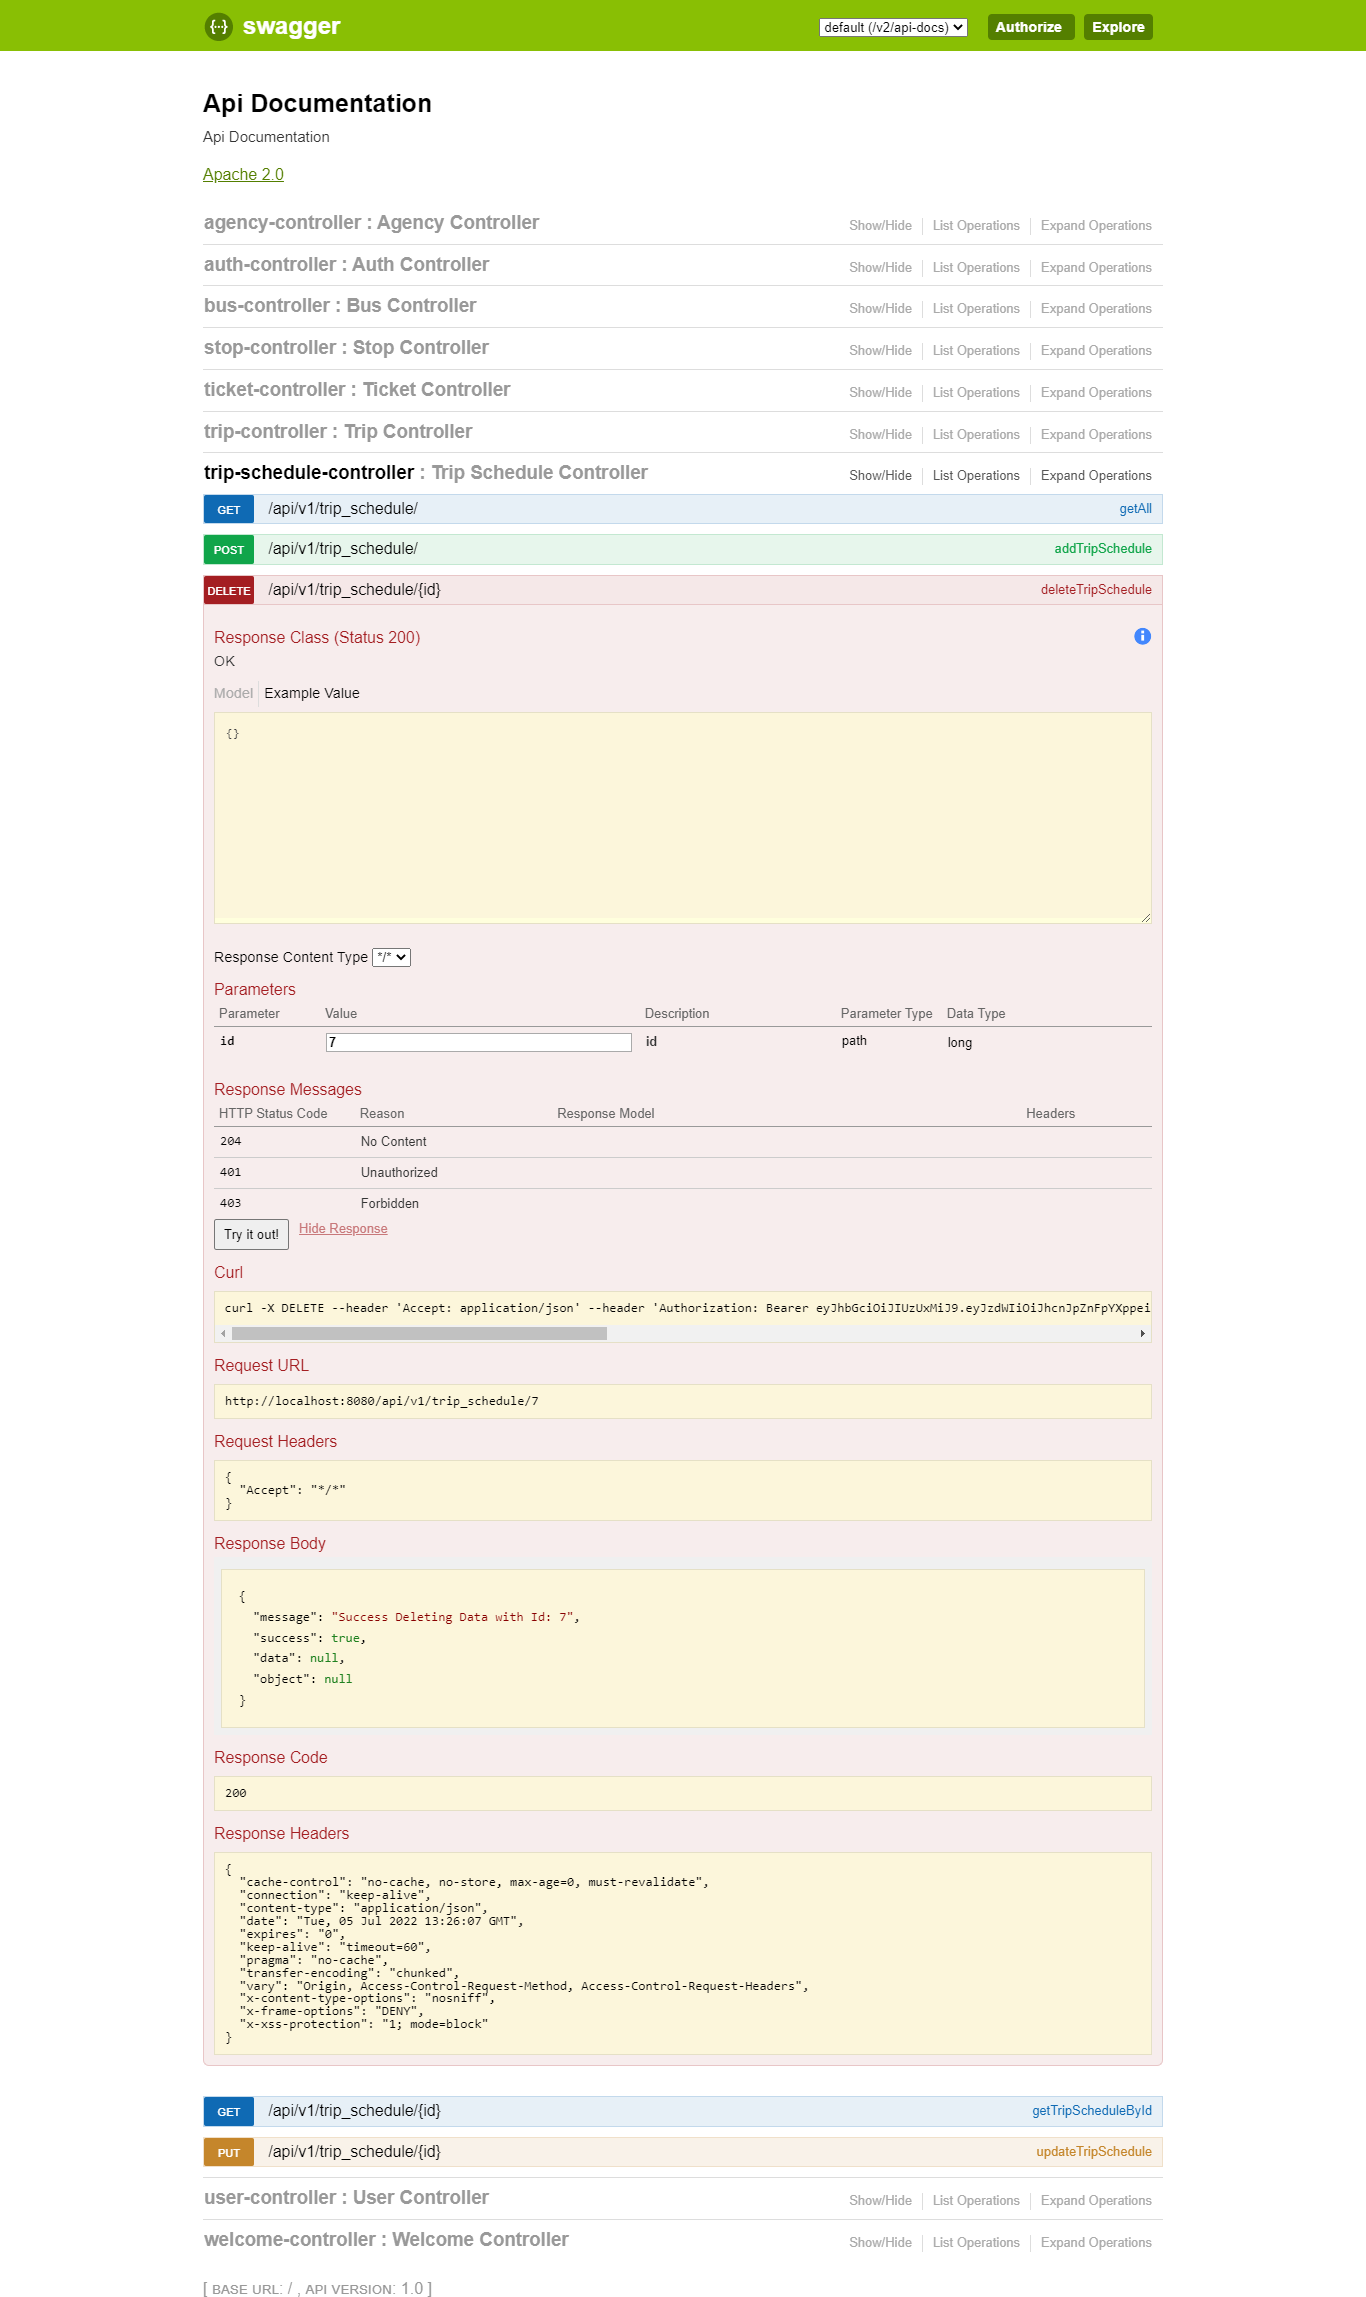 {···} swagger default (/v2/api-docs) Authorize Explore
Api Documentation
Api Documentation
Apache 2.0
agency-controller : Agency Controller Show/Hide List Operations Expand Operations
auth-controller : Auth Controller Show/Hide List Operations Expand Operations
bus-controller : Bus Controller Show/Hide List Operations Expand Operations
stop-controller : Stop Controller Show/Hide List Operations Expand Operations
ticket-controller : Ticket Controller Show/Hide List Operations Expand Operations
trip-controller : Trip Controller Show/Hide List Operations Expand Operations
trip-schedule-controller : Trip Schedule Controller Show/Hide List Operations Expand Operations
GET /api/v1/trip_schedule/ getAll
POST /api/v1/trip_schedule/ addTripSchedule
DELETE /api/v1/trip_schedule/{id} deleteTripSchedule
Response Class (Status 200)
OK
Model Example Value
{}
Response Content Type */*
Parameters
Parameter Value Description Parameter Type Data Type
id 7 id path long
Response Messages
HTTP Status Code Reason Response Model Headers
204 No Content
401 Unauthorized
403 Forbidden
Try it out! Hide Response
Curl
curl -X DELETE --header 'Accept: application/json' --header 'Authorization: Bearer eyJhbGciOiJIUzUxMiJ9.eyJzdWIiOiJhcnJpZnFpYXppei
Request URL
http://localhost:8080/api/v1/trip_schedule/7
Request Headers
{
"Accept": "*/*"
}
Response Body
{
"message": "Success Deleting Data with Id: 7",
"success": true,
"data": null,
"object": null
}
Response Code
200
Response Headers
{
"cache-control": "no-cache, no-store, max-age=0, must-revalidate",
"connection": "keep-alive",
"content-type": "application/json",
"date": "Tue, 05 Jul 2022 13:26:07 GMT",
"expires": "0",
"keep-alive": "timeout=60",
"pragma": "no-cache",
"transfer-encoding": "chunked",
"vary": "Origin, Access-Control-Request-Method, Access-Control-Request-Headers",
"x-content-type-options": "nosniff",
"x-frame-options": "DENY",
"x-xss-protection": "1; mode=block"
}
GET /api/v1/trip_schedule/{id} getTripScheduleById
PUT /api/v1/trip_schedule/{id} updateTripSchedule
user-controller : User Controller Show/Hide List Operations Expand Operations
welcome-controller : Welcome Controller Show/Hide List Operations Expand Operations
[ BASE URL: / , API VERSION: 1.0 ]